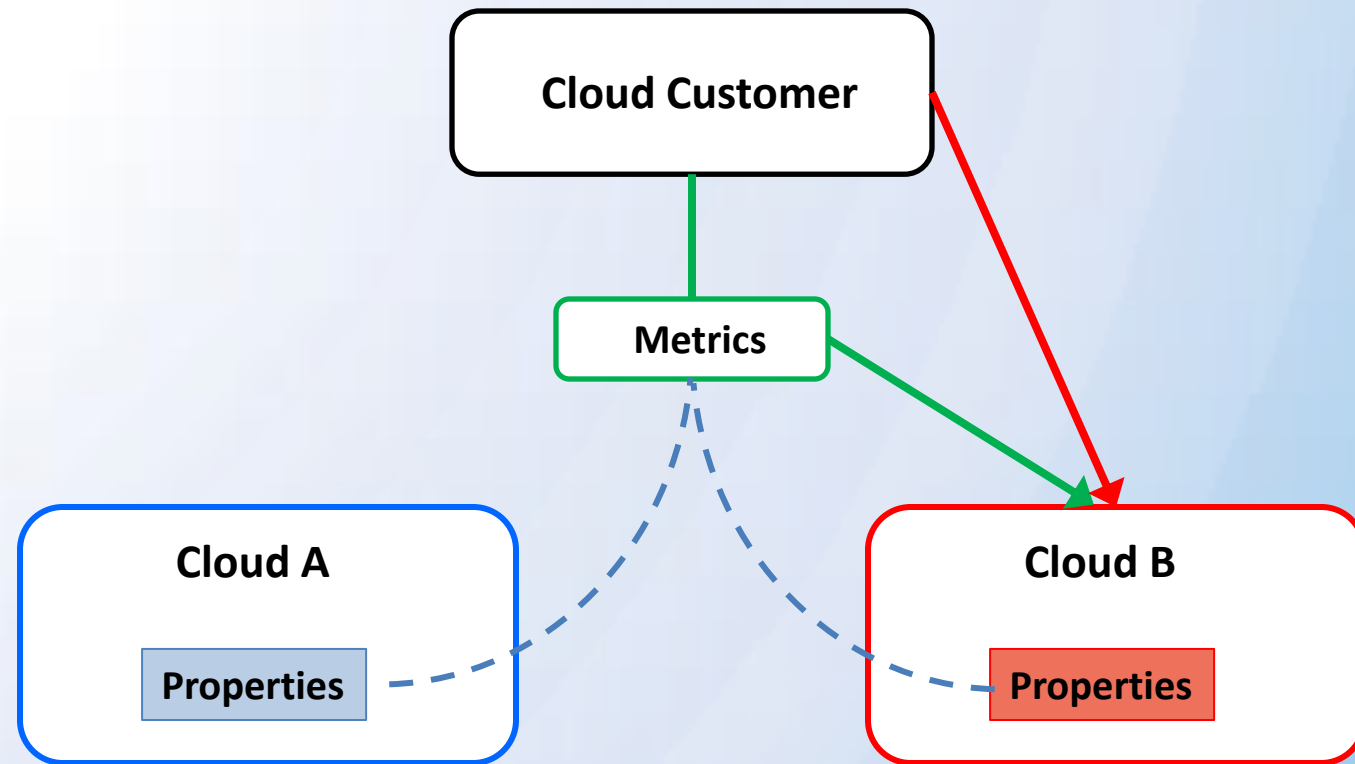 Cloud Customer
Metrics
Cloud A
Cloud B
Properties
Properties